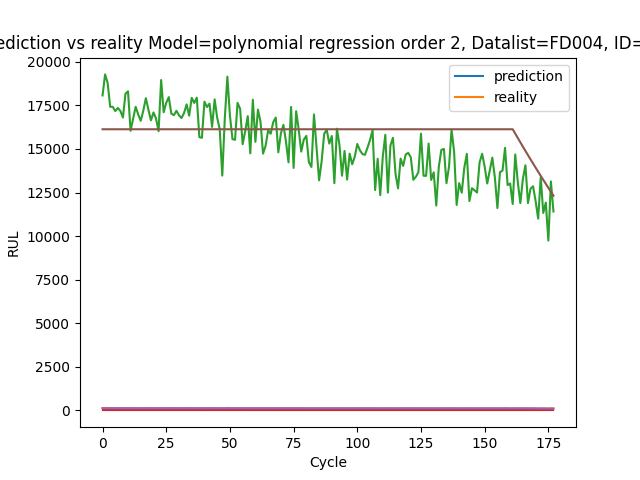 ediction vs reality Model=polynomial regression order 2, Datalist=FD004, ID=
20000
17500
15000
12500
10000
7500
5000
2500
0
RUL
prediction
reality
0 25 50 75 100 125 150 175
Cycle